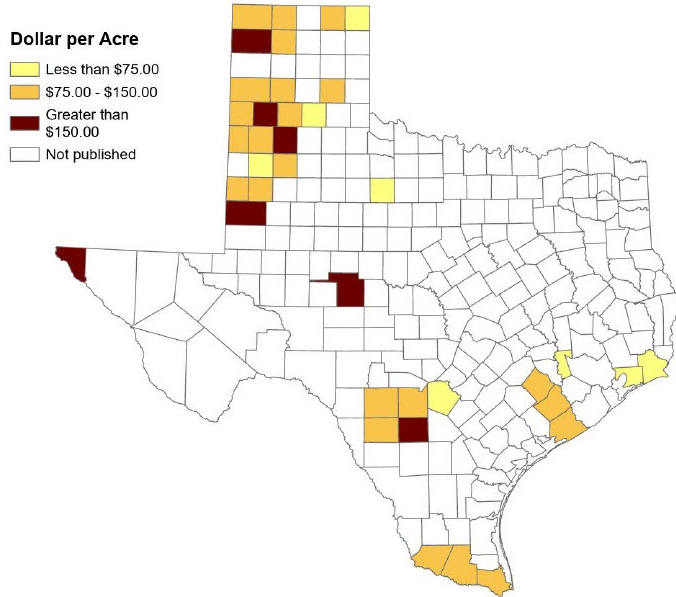 Dollar per Acre
Less than $75.00
$75.00 - $150.00
Greater than
$150.00
Not published